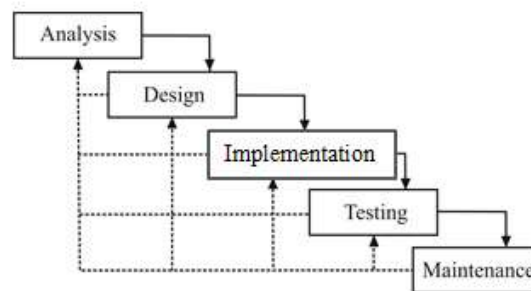 Analysis
Design
Implementation
Testing
Maintenance